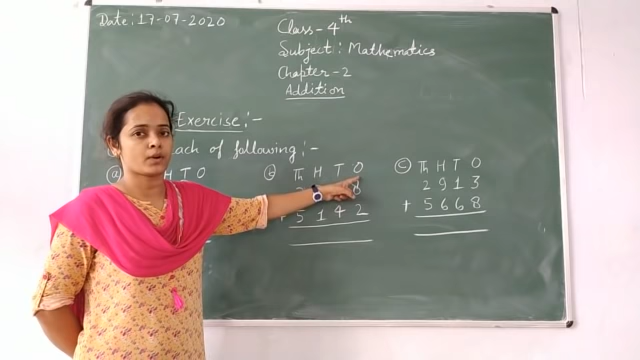 Date: 17-07-2020
Class-4th
Subject: Mathematics
Chapter-2
Addition
Exercise:-
each of following:-
(a) H T O
Th H T O
+ 5 1 4 2
(c) Th H T O
2 9 1 3
+ 5 6 6 8